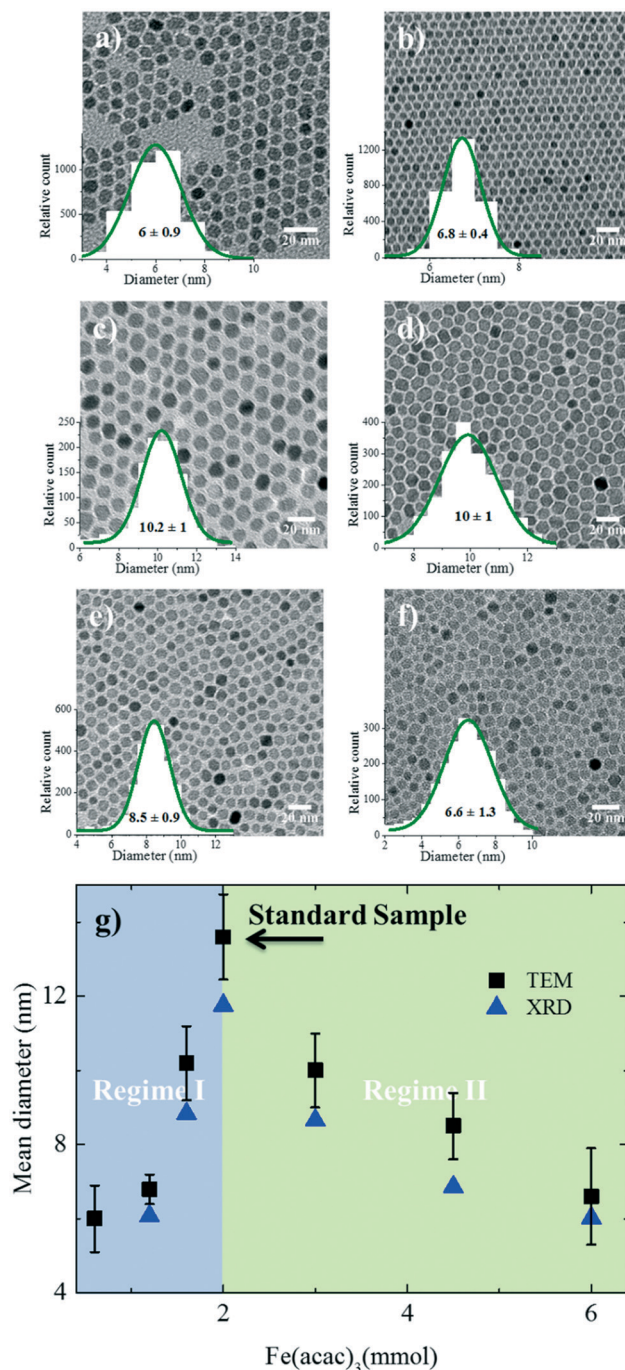 a)
Relative count
1000
500
0
4 6 8 10
Diameter (nm)
6 ± 0.9
20 nm
b)
Relative count
1200
800
400
0
6 8
Diameter (nm)
6.8 ± 0.4
20 nm
c)
Relative count
250
200
150
100
50
0
6 8 10 12 14
Diameter (nm)
10.2 ± 1
20 nm
d)
Relative count
400
300
200
100
0
8 10 12
Diameter (nm)
10 ± 1
20 nm
e)
Relative count
600
400
200
0
4 6 8 10 12
Diameter (nm)
8.5 ± 0.9
20 nm
f)
Relative count
300
200
100
0
2 4 6 8 10
Diameter (nm)
6.6 ± 1.3
20 nm
g)
Standard Sample
TEM
XRD
Regime I
Regime II
Mean diameter (nm)
12
8
4
2 4 6
Fe(acac)₃(mmol)